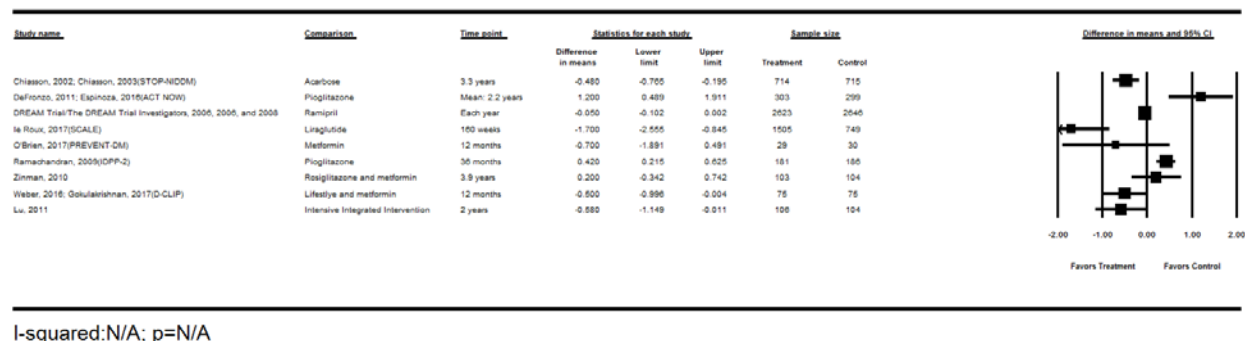 Study name Comparison Time point Statistics for each study Sample size Difference in means and 95% CI
Difference in means Lower limit Upper limit Treatment Control
Chiasson, 2002; Chiasson, 2003(STOP-NIDDM) Acarbose 3.3 years -0.480 -0.765 -0.195 714 715
DeFronzo, 2011; Espinoza, 2016(ACT NOW) Pioglitazone Mean: 2.2 years 1.200 0.489 1.911 303 299
DREAM Trial/The DREAM Trial Investigators, 2006, 2006, and 2008 Ramipril Each year -0.050 -0.102 0.002 2623 2646
le Roux, 2017(SCALE) Liraglutide 160 weeks -1.700 -2.555 -0.845 1505 749
O'Brien, 2017(PREVENT-DM) Metformin 12 months -0.700 -1.891 0.491 29 30
Ramachandran, 2009(IDPP-2) Pioglitazone 36 months 0.420 0.215 0.625 181 186
Zinman, 2010 Rosiglitazone and metformin 3.9 years 0.200 -0.342 0.742 103 104
Weber, 2016; Gokulakrishnan, 2017(D-CLIP) Lifestlye and metformin 12 months -0.500 -0.996 -0.004 75 75
Lu, 2011 Intensive Integrated Intervention 2 years -0.580 -1.149 -0.011 106 104
-2.00 -1.00 0.00 1.00 2.00
Favors Treatment Favors Control
I-squared:N/A; p=N/A